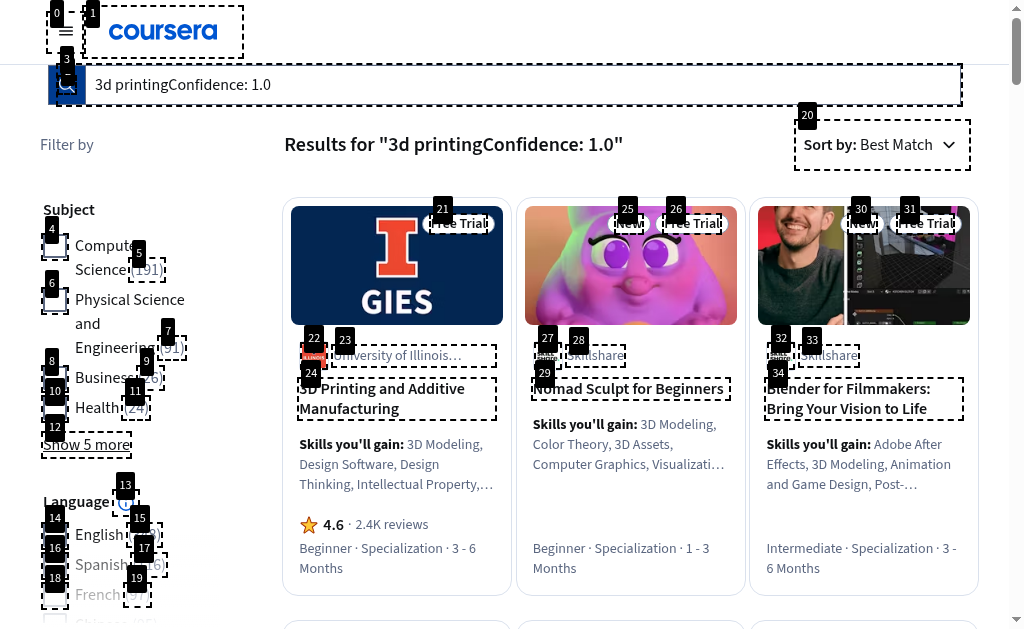 0
1
coursera
3
3d printingConfidence: 1.0
Filter by
Results for "3d printingConfidence: 1.0"
20
Sort by: Best Match
Subject
4
Computer
5
Science (191)
6
Physical Science
and
7
Engineering (91)
8
9
Business (26)
10
11
Health (24)
12
Show 5 more
13
Language
14
15
English
16
17
Spanish
18
19
French (97)
21
Free Trial
I
GIES
22
23
University of Illinois…
24
3D Printing and Additive
Manufacturing
Skills you'll gain: 3D Modeling,
Design Software, Design
Thinking, Intellectual Property,…
4.6 · 2.4K reviews
Beginner · Specialization · 3 - 6
Months
25
New
26
Free Trial
27
28
Skillshare
29
Nomad Sculpt for Beginners
Skills you'll gain: 3D Modeling,
Color Theory, 3D Assets,
Computer Graphics, Visualizati…
Beginner · Specialization · 1 - 3
Months
30
New
31
Free Trial
32
33
Skillshare
34
Blender for Filmmakers:
Bring Your Vision to Life
Skills you'll gain: Adobe After
Effects, 3D Modeling, Animation
and Game Design, Post-…
Intermediate · Specialization · 3 -
6 Months